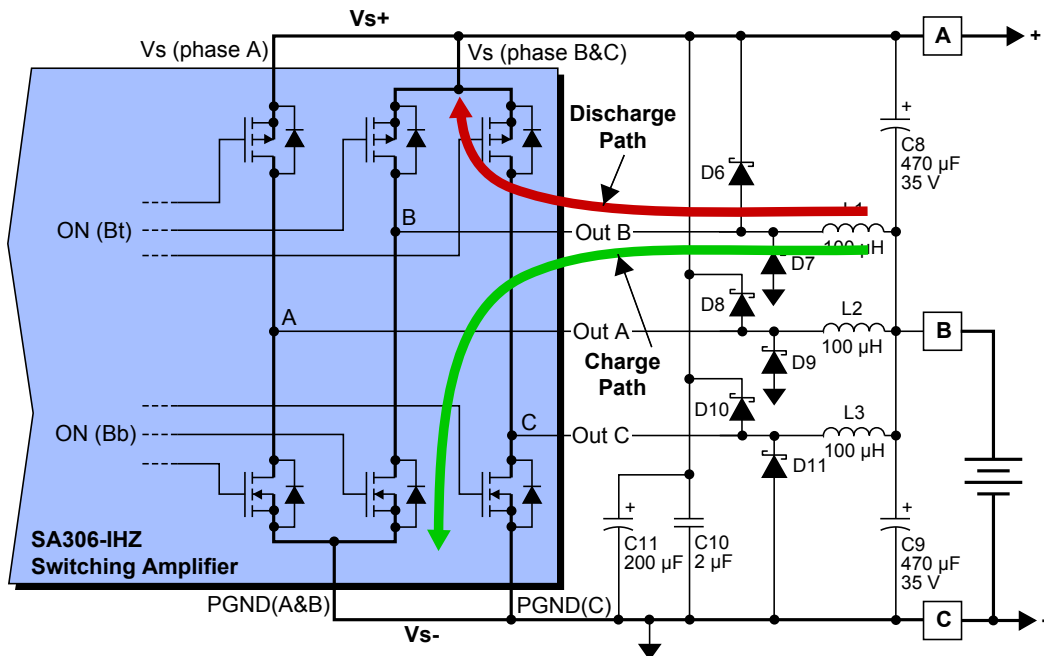 Vs+
A
+
Vs (phase A)
Vs (phase B&C)
Discharge
Path
+
C8
470 µF
35 V
D6
L1
B
ON (Bt)
Out B
100 µH
D7
D8
L2
A
Out A
B
100 µH
Charge
Path
D9
D10
L3
C
ON (Bb)
Out C
100 µH
D11
+
SA306-IHZ
Switching Amplifier
C11
200 µF
C10
2 µF
C9
470 µF
35 V
PGND(A&B)
PGND(C)
Vs-
C
-